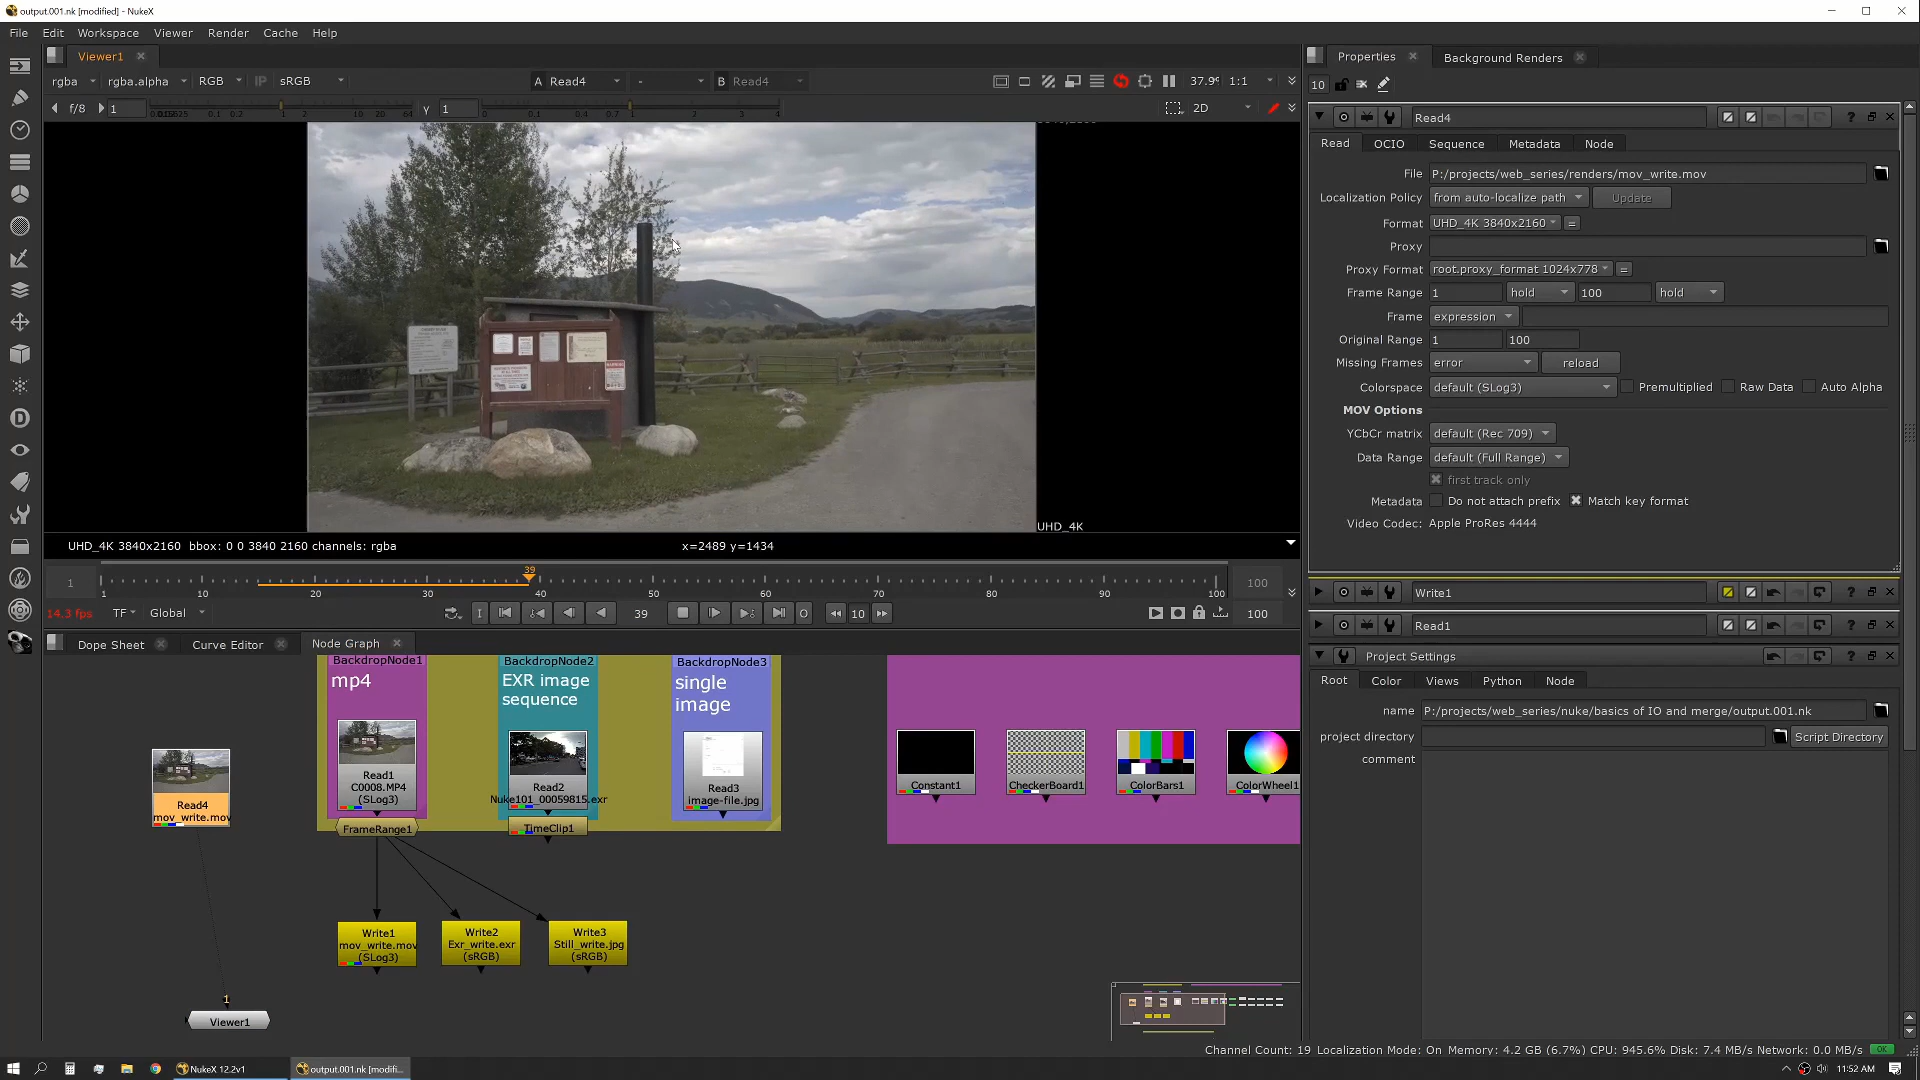 output.001.nk [modified] - NukeX
File Edit Workspace Viewer Render Cache Help
Viewer1
rgba rgba.alpha RGB IP sRGB A Read4 - B Read4 37.9 1:1
f/8 1 γ 1 2D
UHD_4K
UHD_4K 3840x2160 bbox: 0 0 3840 2160 channels: rgba x=2489 y=1434
39
1 100
1 10 20 30 40 50 60 70 80 90 100
14.3 fps TF Global 39 10 100
Dope Sheet Curve Editor Node Graph
BackdropNode1 BackdropNode2 BackdropNode3
mp4
EXR image
sequence
single
image
Read1
C0008.MP4
(SLog3)
FrameRange1
Read2
Nuke101_00059815.exr
TimeClip1
Read3
image-file.jpg
Constant1 CheckerBoard1 ColorBars1 ColorWheel1
Read4
mov_write.mov
Write1
mov_write.mov
(SLog3)
Write2
Exr_write.exr
(sRGB)
Write3
Still_write.jpg
(sRGB)
1
Viewer1
Properties Background Renders
10
Read4
Read OCIO Sequence Metadata Node
File P:/projects/web_series/renders/mov_write.mov
Localization Policy from auto-localize path Update
Format UHD_4K 3840x2160 =
Proxy
Proxy Format root.proxy_format 1024x778 =
Frame Range 1 hold 100 hold
Frame expression
Original Range 1 100
Missing Frames error reload
Colorspace default (SLog3) Premultiplied Raw Data Auto Alpha
MOV Options
YCbCr matrix default (Rec 709)
Data Range default (Full Range)
first track only
Metadata Do not attach prefix Match key format
Video Codec: Apple ProRes 4444
Write1
Read1
Project Settings
Root Color Views Python Node
name P:/projects/web_series/nuke/basics of IO and merge/output.001.nk
project directory Script Directory
comment
Channel Count: 19 Localization Mode: On Memory: 4.2 GB (6.7%) CPU: 945.6% Disk: 7.4 MB/s Network: 0.0 MB/s OK
NukeX 12.2v1 output.001.nk [modifi... 11:52 AM